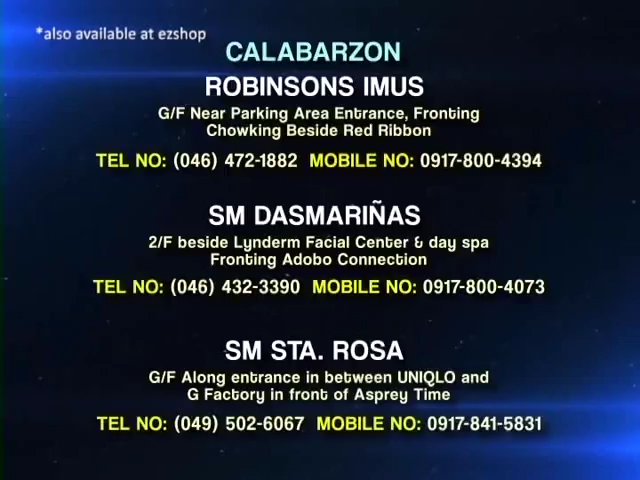 *also available at ezshop
CALABARZON
ROBINSONS IMUS
G/F Near Parking Area Entrance, Fronting
Chowking Beside Red Ribbon
TEL NO: (046) 472-1882 MOBILE NO: 0917-800-4394
SM DASMARIÑAS
2/F beside Lynderm Facial Center & day spa
Fronting Adobo Connection
TEL NO: (046) 432-3390 MOBILE NO: 0917-800-4073
SM STA. ROSA
G/F Along entrance in between UNIQLO and
G Factory in front of Asprey Time
TEL NO: (049) 502-6067 MOBILE NO: 0917-841-5831